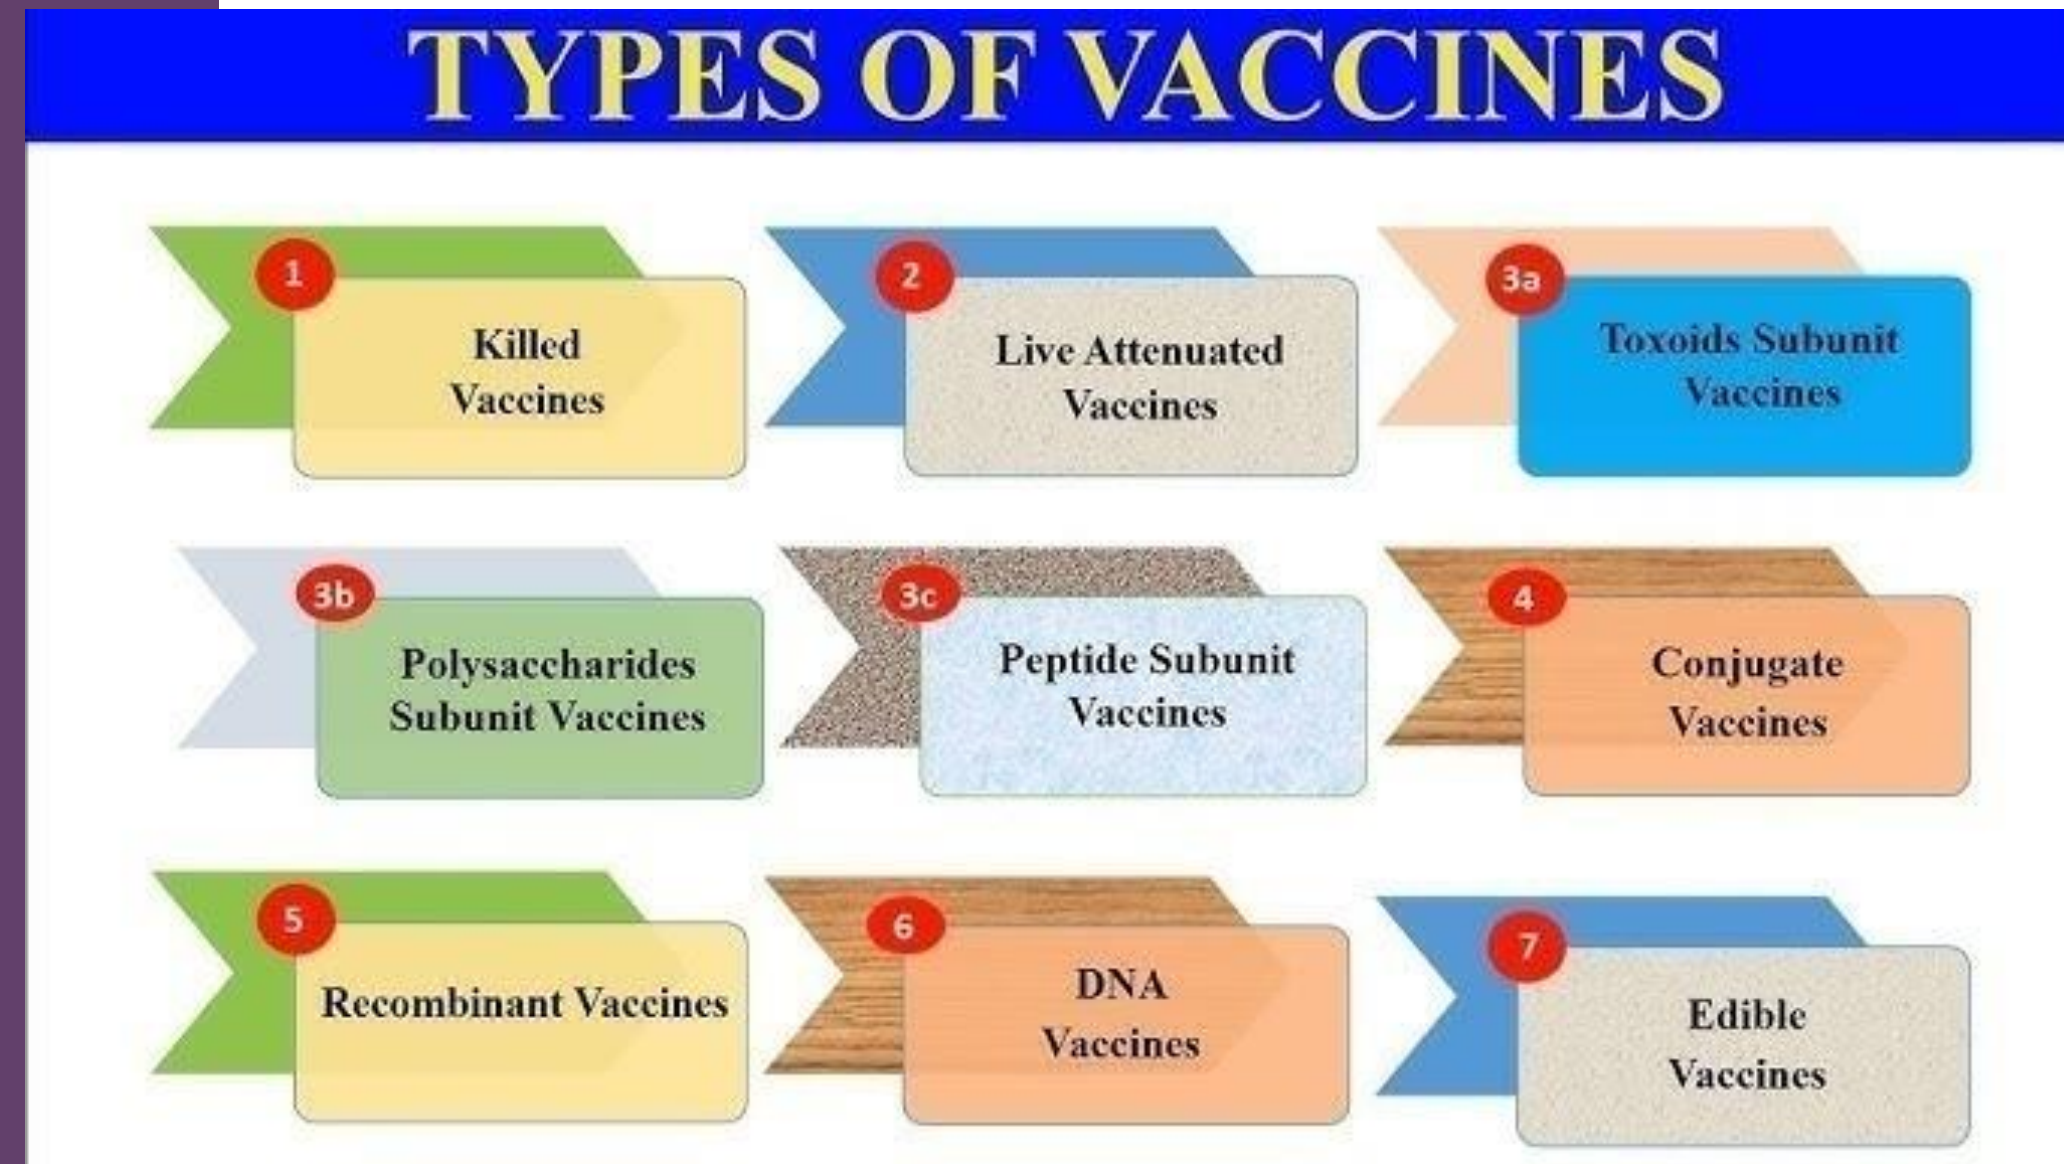 TYPES OF VACCINES
1
Killed
Vaccines
2
Live Attenuated
Vaccines
3a
Toxoids Subunit
Vaccines
3b
Polysaccharides
Subunit Vaccines
3c
Peptide Subunit
Vaccines
4
Conjugate
Vaccines
5
Recombinant Vaccines
6
DNA
Vaccines
7
Edible
Vaccines